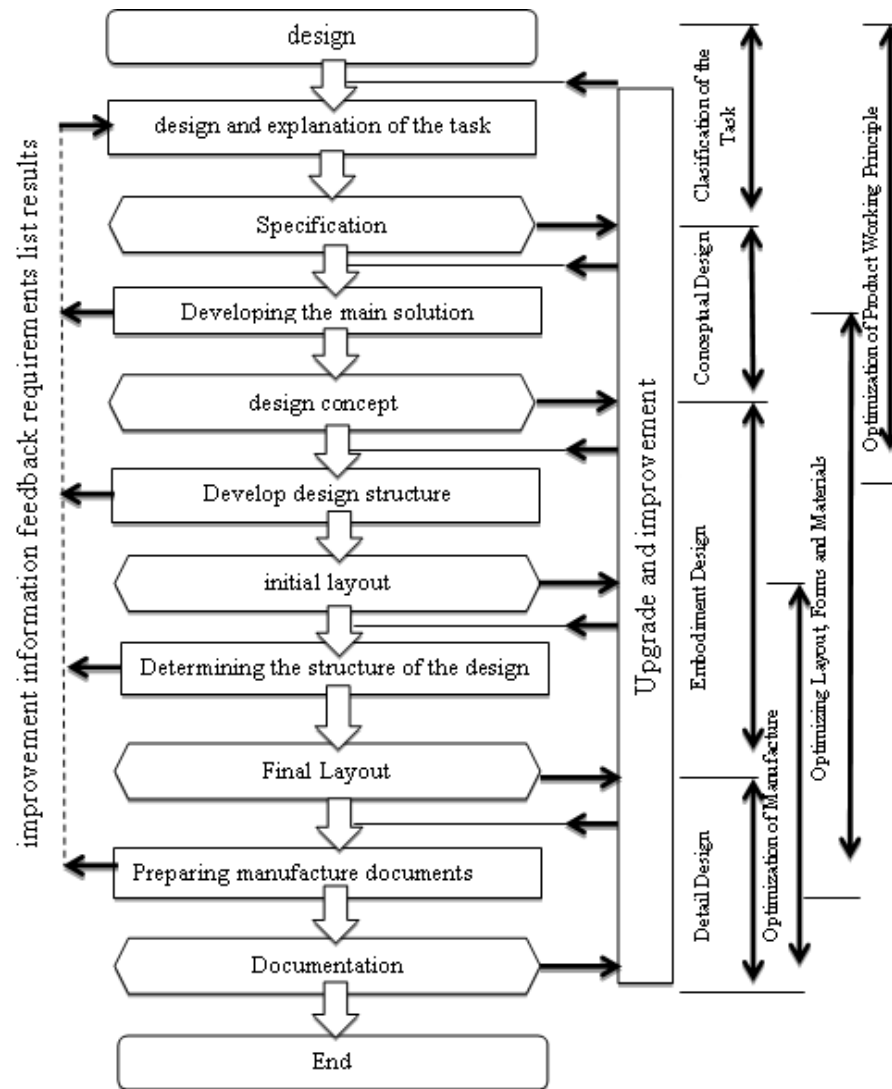 design
design and explanation of the task
Specification
Developing the main solution
design concept
Develop design structure
initial layout
Determining the structure of the design
Final Layout
Preparing manufacture documents
Documentation
End
improvement information feedback requirements list results
Upgrade and improvement
Clasification of the
Task
Conceptual Design
Embodiment Design
Detail Design
Optimization of Manufacture
Optimizing Layout, Forms and Materials
Optimization of Product Working Principle